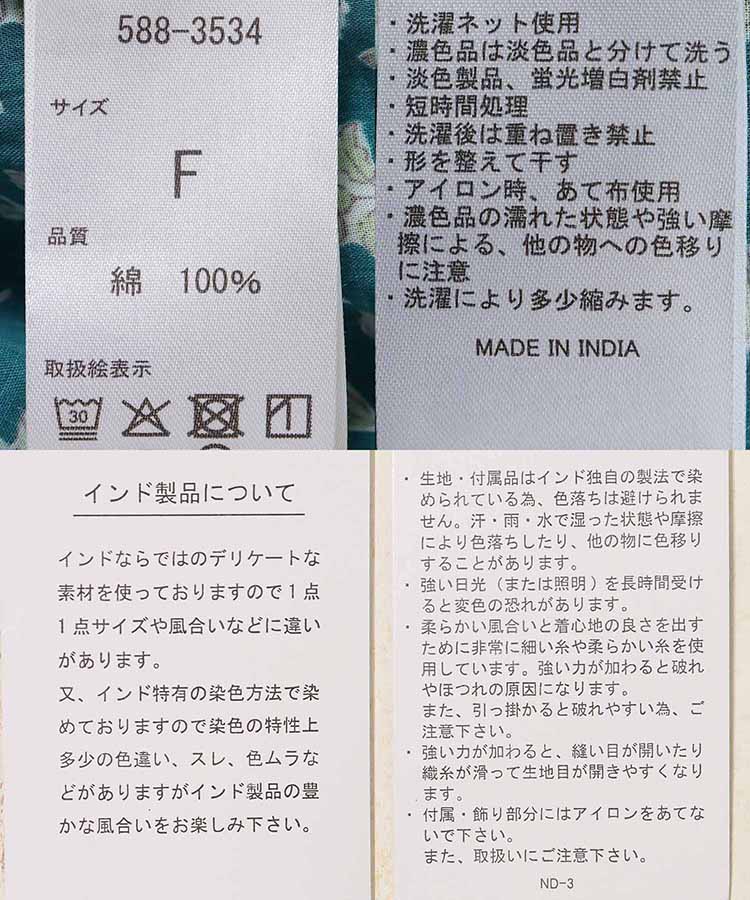 588-3534
サイズ
F
品質
綿 100%
取扱絵表示
30
・洗濯ネット使用
・濃色品は淡色品と分けて洗う
・淡色製品、蛍光増白剤禁止
・短時間処理
・洗濯後は重ね置き禁止
・形を整えて干す
・アイロン時、あて布使用
・濃色品の濡れた状態や強い摩
擦による、他の物への色移り
に注意
・洗濯により多少縮みます。
MADE IN INDIA
インド製品について
インドならではのデリケートな
素材を使っておりますので1点
1点サイズや風合いなどに違い
があります。
又、インド特有の染色方法で染
めておりますので染色の特性上
多少の色違い、スレ、色ムラな
どがありますがインド製品の豊
かな風合いをお楽しみ下さい。
・生地・付属品はインド独自の製法で染
められている為、色落ちは避けられま
せん。汗・雨・水で湿った状態や摩擦
により色落ちしたり、他の物に色移り
することがあります。
・強い日光（または照明）を長時間受け
ると変色の恐れがあります。
・柔らかい風合いと着心地の良さを出す
ために非常に細い糸や柔らかい糸を使
用しています。強い力が加わると破れ
やほつれの原因になります。
また、引っ掛かると破れやすい為、ご
注意下さい。
・強い力が加わると、縫い目が開いたり
織糸が滑って生地目が開きやすくなり
ます。
・付属・飾り部分にはアイロンをあてな
いで下さい。
また、取扱いにご注意下さい。
ND-3